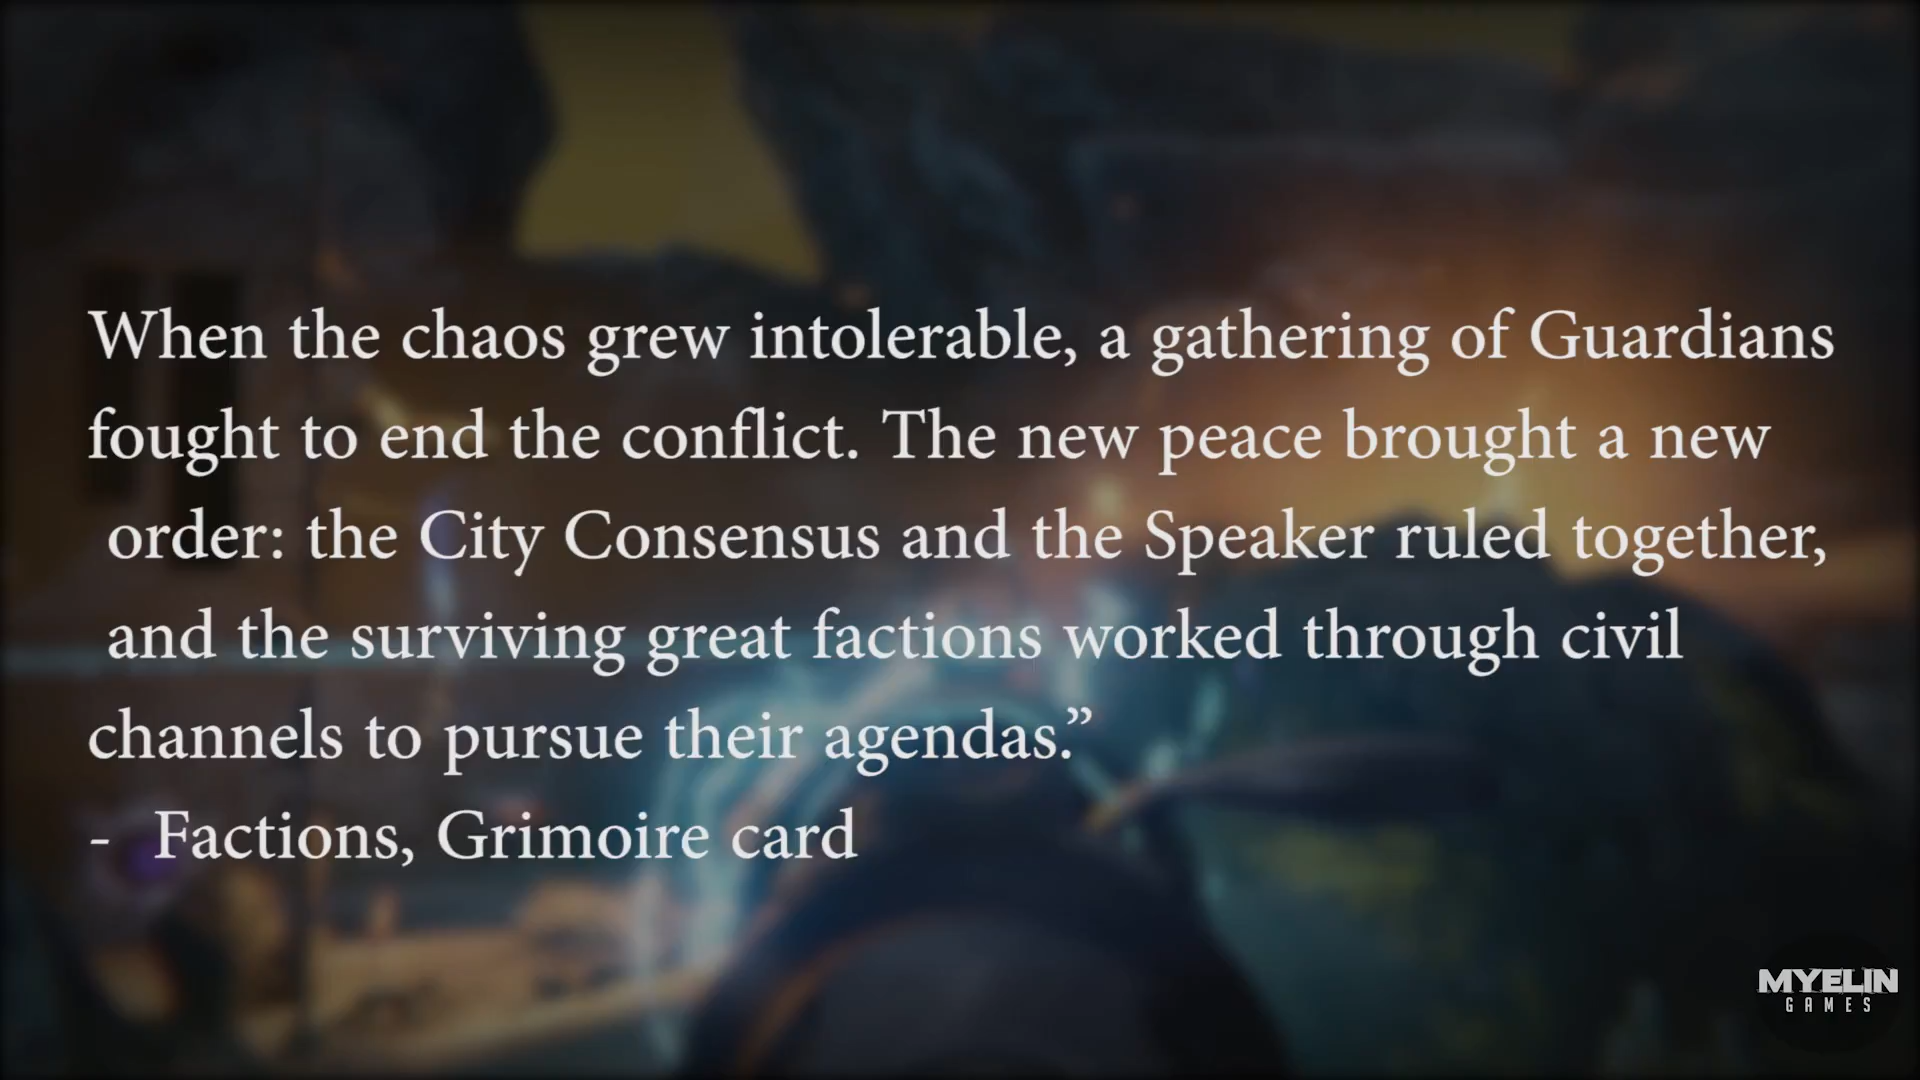 When the chaos grew intolerable, a gathering of Guardians
fought to end the conflict. The new peace brought a new
order: the City Consensus and the Speaker ruled together,
and the surviving great factions worked through civil
channels to pursue their agendas.”
- Factions, Grimoire card
MYELIN
GAMES